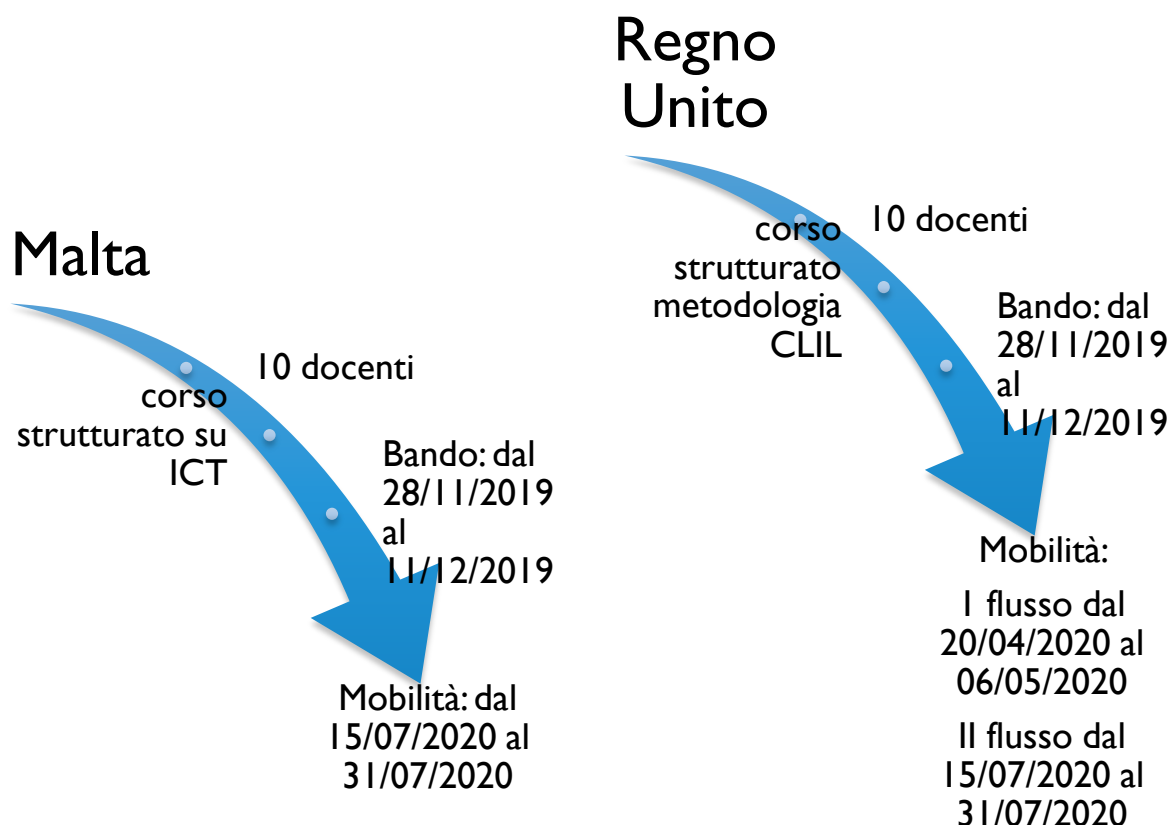 Malta
corso
strutturato su
ICT
10 docenti
Bando: dal
28/11/2019
al
11/12/2019
Mobilità: dal
15/07/2020 al
31/07/2020
Regno
Unito
corso
strutturato
metodologia
CLIL
10 docenti
Bando: dal
28/11/2019
al
11/12/2019
Mobilità:
I flusso dal
20/04/2020 al
06/05/2020
II flusso dal
15/07/2020 al
31/07/2020